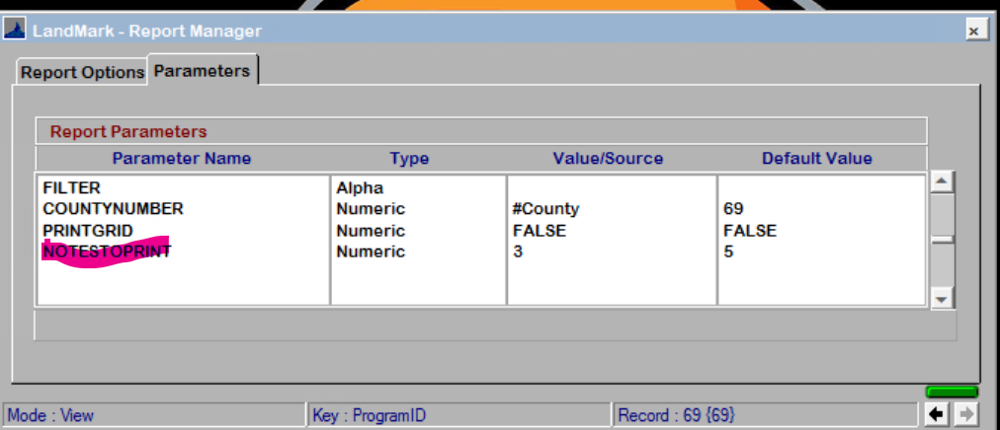 LandMark - Report Manager
Report Options Parameters
Report Parameters
Parameter Name Type Value/Source Default Value
FILTER Alpha
COUNTYNUMBER Numeric #County 69
PRINTGRID Numeric FALSE FALSE
NOTESTOPRINT Numeric 3 5
Mode : View Key : ProgramID Record : 69 {69}